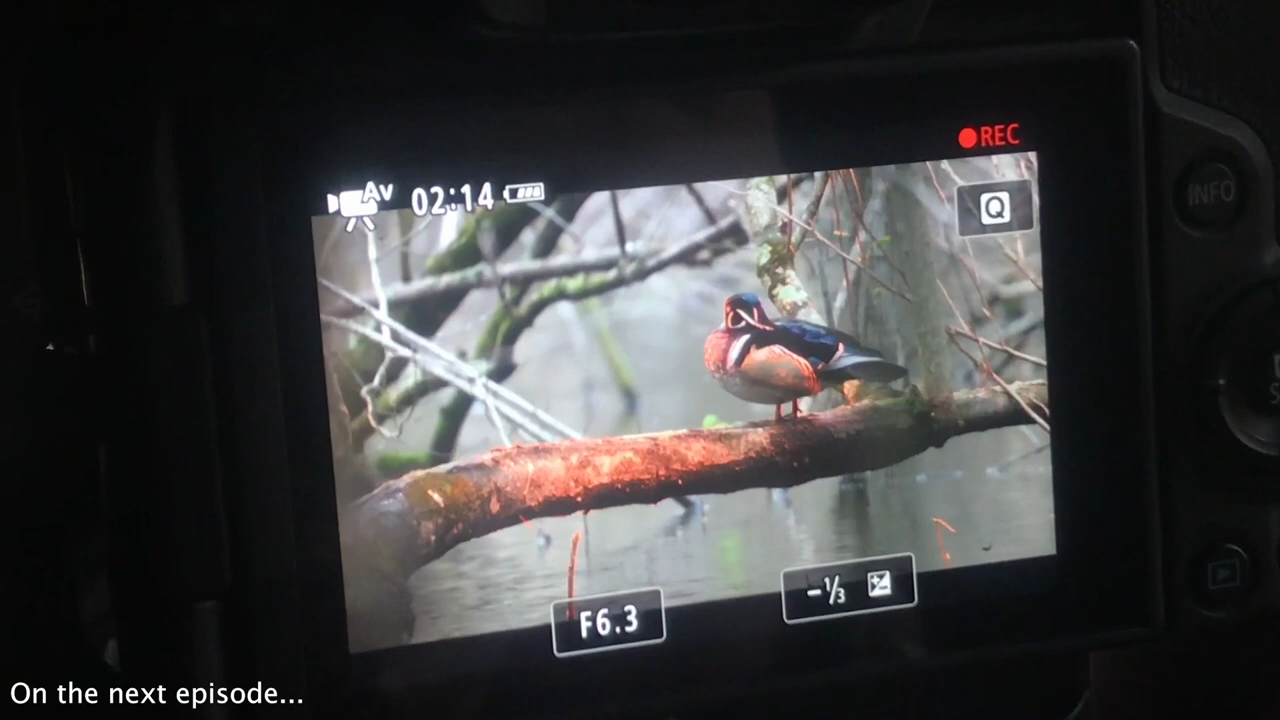 REC
AV 02:14
Q
INFO
F6.3
-⅓
On the next episode...